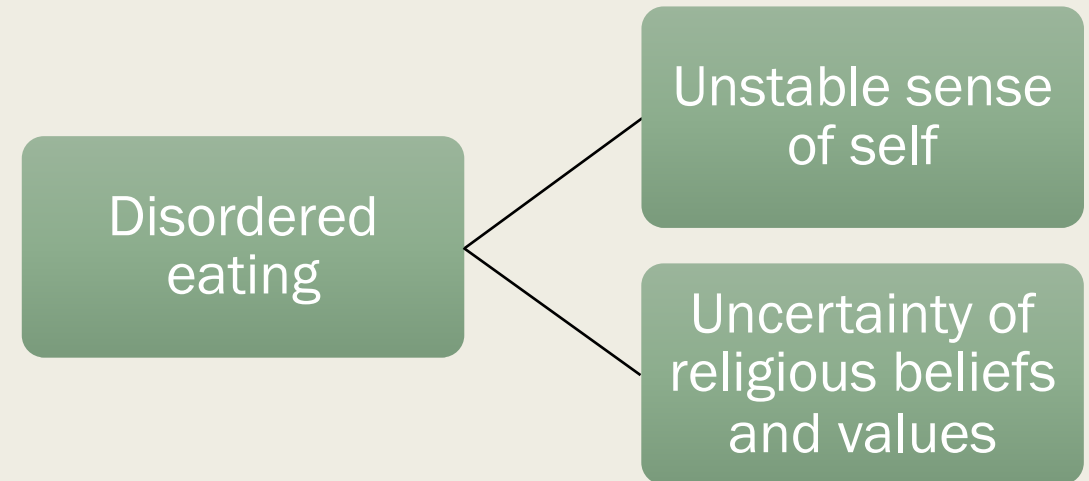 Disordered
eating
Unstable sense
of self
Uncertainty of
religious beliefs
and values